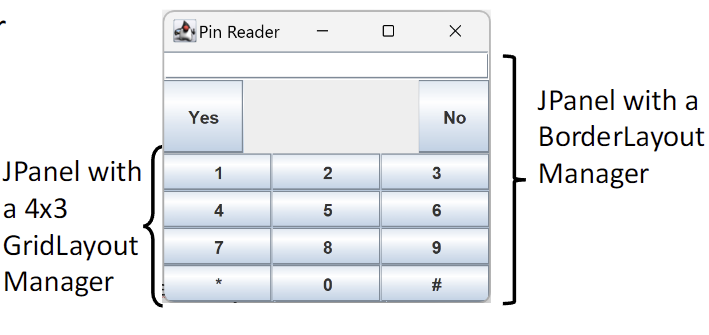 Pin Reader
Yes
No
JPanel with a
BorderLayout
Manager
JPanel with
a 4x3
GridLayout
Manager
1 2 3
4 5 6
7 8 9
* 0 #